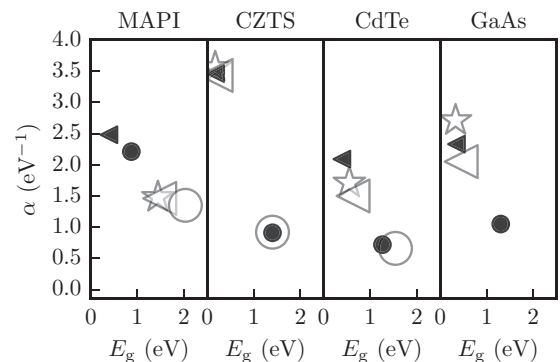 MAPI CZTS CdTe GaAs
4.0
3.5
3.0
2.5
2.0
1.5
1.0
0.5
0.0
α (eV⁻¹)
0 1 2 0 1 2 0 1 2 0 1 2
E_g (eV) E_g (eV) E_g (eV) E_g (eV)